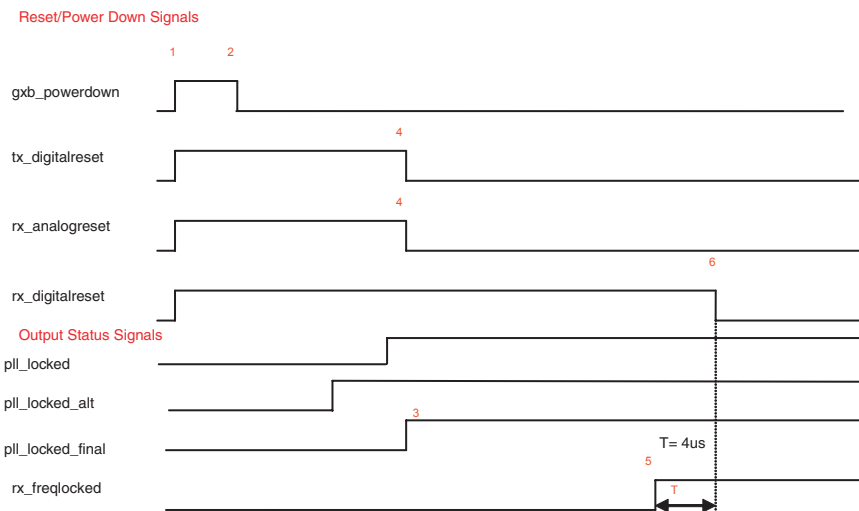 Reset/Power Down Signals
1 2
gxb_powerdown
4
tx_digitalreset
4
rx_analogreset
6
rx_digitalreset
Output Status Signals
pll_locked
pll_locked_alt
3
pll_locked_final
T= 4us
5
rx_freqlocked
T